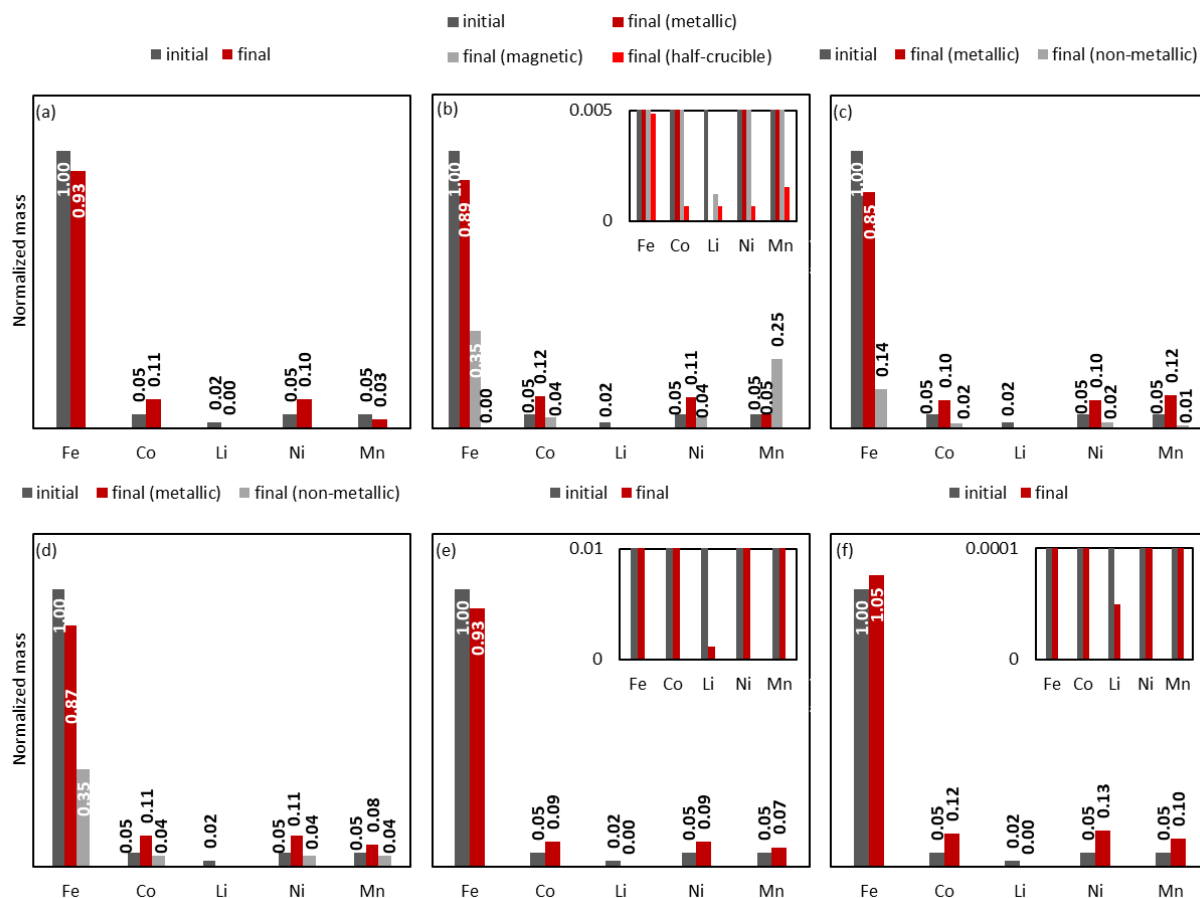 initial final
initial final (metallic)
final (magnetic) final (half-crucible)
initial final (metallic) final (non-metallic)
Normalized mass
(a)
1.00 0.93
0.05 0.11
0.02 0.00
0.05 0.10
0.05 0.03
Fe Co Li Ni Mn
(b)
0.005
0
Fe Co Li Ni Mn
1.00 0.89 0.35 0.00
0.05 0.12 0.04
0.02
0.05 0.11 0.04
0.05 0.05 0.25
Fe Co Li Ni Mn
(c)
1.00 0.85 0.14
0.05 0.10 0.02
0.02
0.05 0.10 0.02
0.05 0.12 0.01
Fe Co Li Ni Mn
initial final (metallic) final (non-metallic)
initial final
initial final
Normalized mass
(d)
1.00 0.87 0.35
0.05 0.11 0.04
0.02
0.05 0.11 0.04
0.05 0.08 0.04
Fe Co Li Ni Mn
(e)
0.01
0
Fe Co Li Ni Mn
1.00 0.93
0.05 0.09
0.02 0.00
0.05 0.09
0.05 0.07
Fe Co Li Ni Mn
(f)
0.0001
0
Fe Co Li Ni Mn
1.00 1.05
0.05 0.12
0.02 0.00
0.05 0.13
0.05 0.10
Fe Co Li Ni Mn